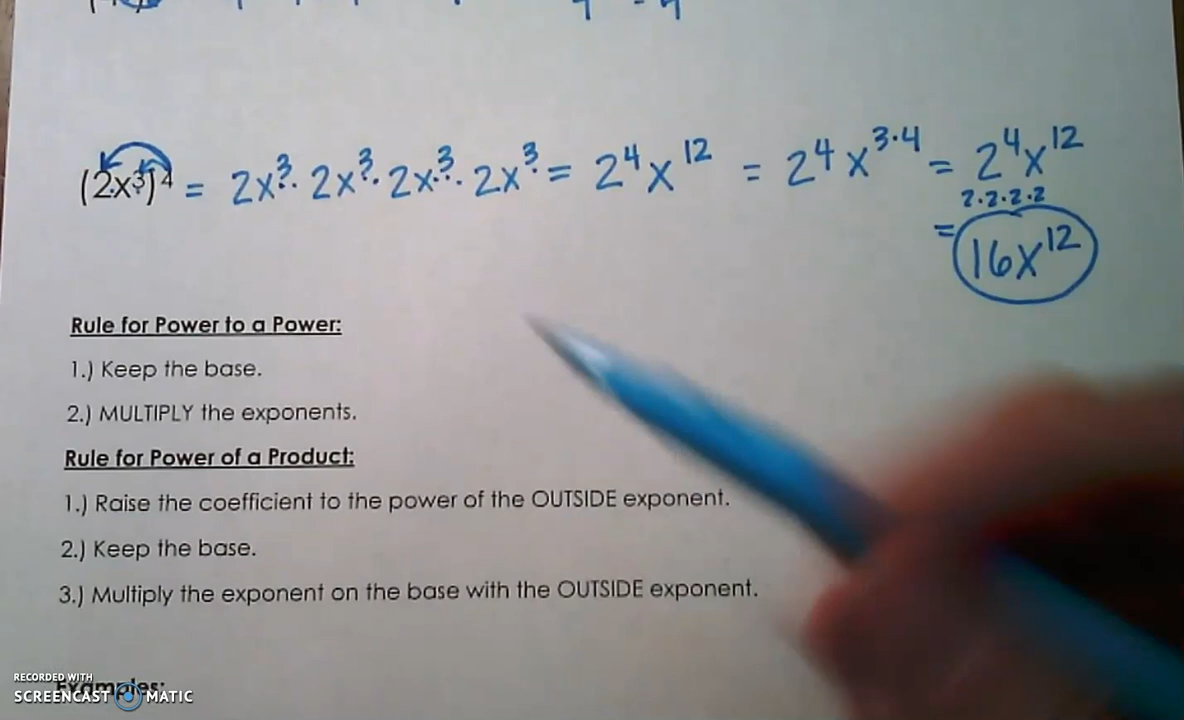 (2x³)⁴ = 2x³ · 2x³ · 2x³ · 2x³ = 2⁴x¹² = 2⁴x³·⁴ = 2⁴x¹²
2·2·2·2
= 16x¹²
Rule for Power to a Power:
1.) Keep the base.
2.) MULTIPLY the exponents.
Rule for Power of a Product:
1.) Raise the coefficient to the power of the OUTSIDE exponent.
2.) Keep the base.
3.) Multiply the exponent on the base with the OUTSIDE exponent.
Examples:
RECORDED WITH
SCREENCAST MATIC